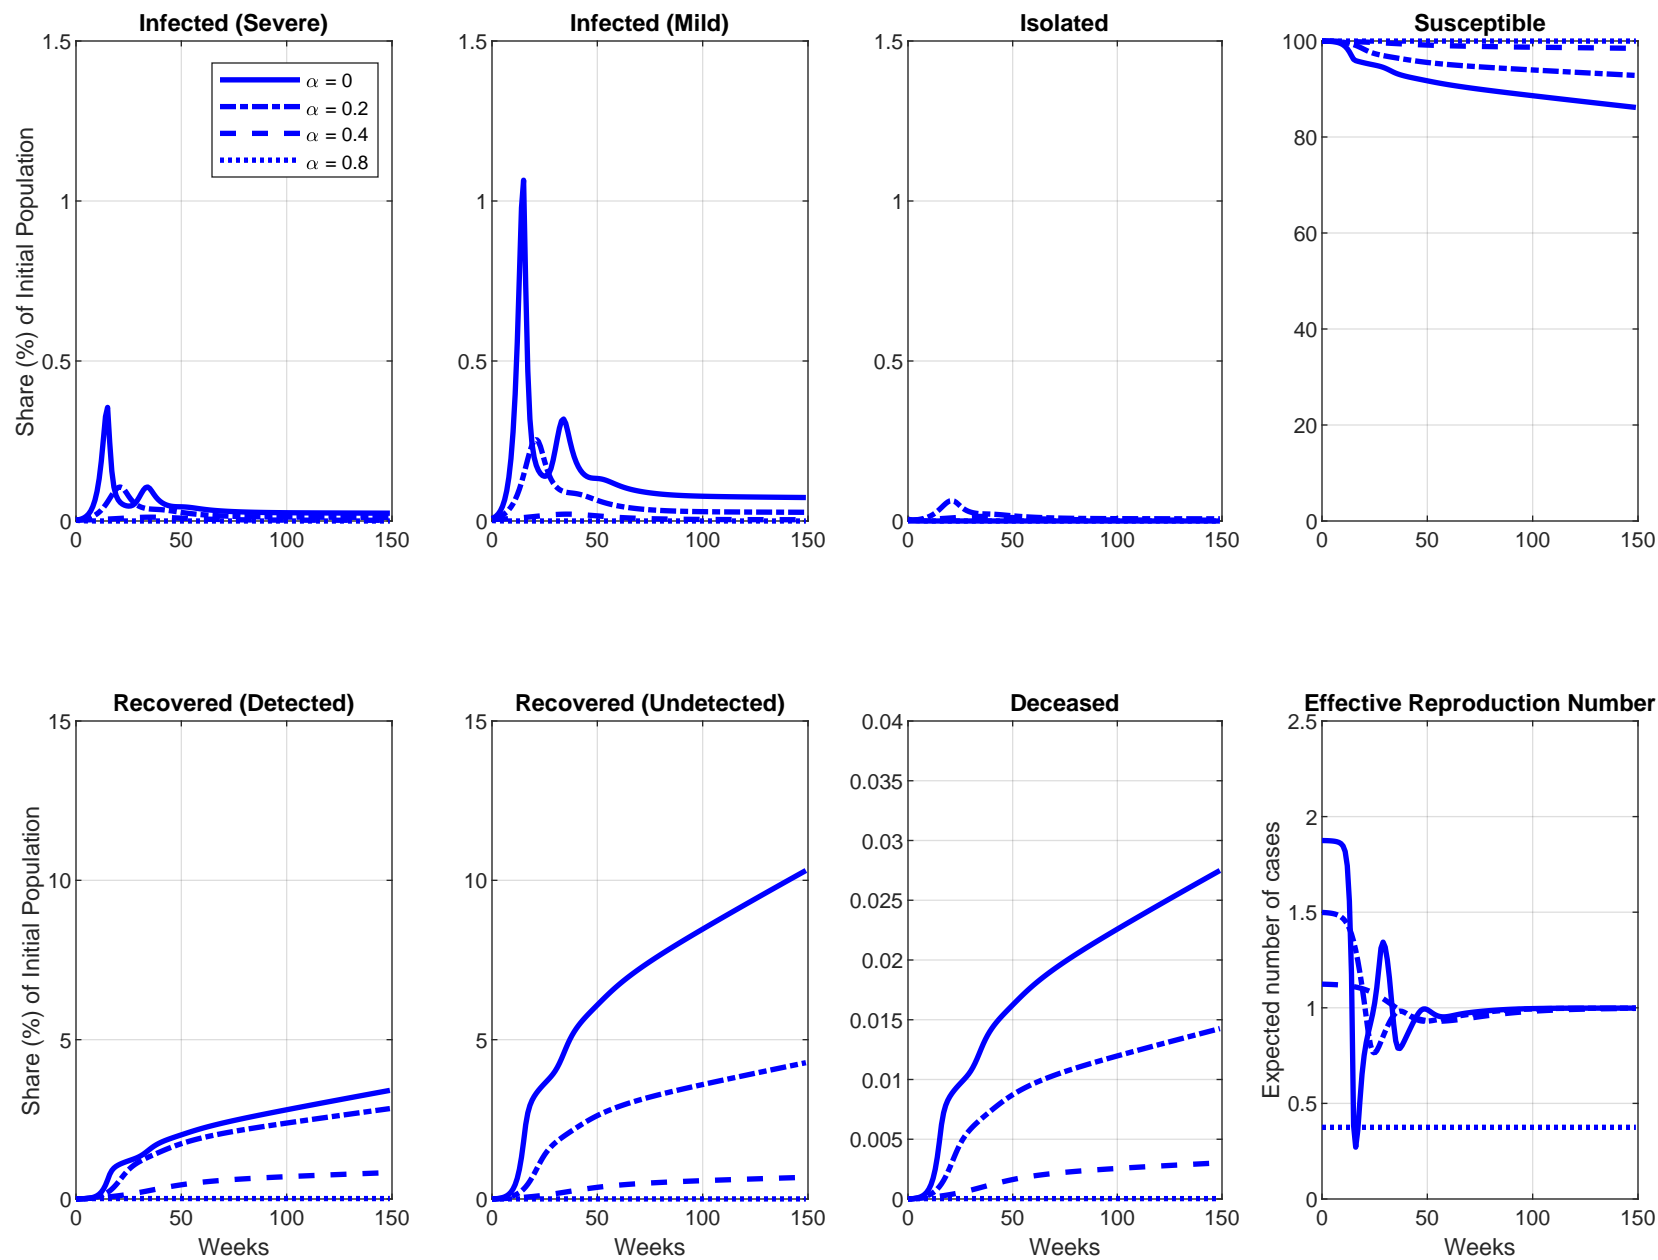 Infected (Severe)
Infected (Mild)
Isolated
Susceptible
α = 0
α = 0.2
α = 0.4
α = 0.8
Share (%) of Initial Population
1.5
1
0.5
0
0 50 100 150
1.5
1
0.5
0
0 50 100 150
1.5
1
0.5
0
0 50 100 150
100
80
60
40
20
0
0 50 100 150
Recovered (Detected)
Recovered (Undetected)
Deceased
Effective Reproduction Number
Share (%) of Initial Population
15
10
5
0
0 50 100 150
Weeks
15
10
5
0
0 50 100 150
Weeks
0.04
0.035
0.03
0.025
0.02
0.015
0.01
0.005
0
0 50 100 150
Weeks
Expected number of cases
2.5
2
1.5
1
0.5
0
0 50 100 150
Weeks